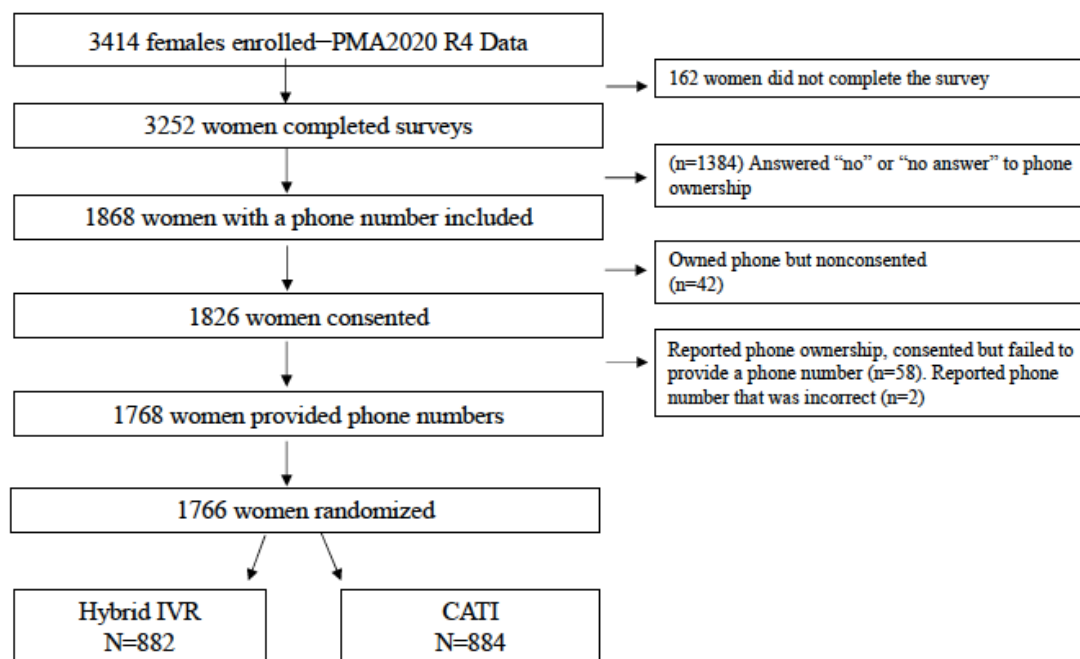 3414 females enrolled—PMA2020 R4 Data
162 women did not complete the survey
3252 women completed surveys
(n=1384) Answered “no” or “no answer” to phone
ownership
1868 women with a phone number included
Owned phone but nonconsented
(n=42)
1826 women consented
Reported phone ownership, consented but failed to
provide a phone number (n=58). Reported phone
number that was incorrect (n=2)
1768 women provided phone numbers
1766 women randomized
Hybrid IVR
N=882
CATI
N=884